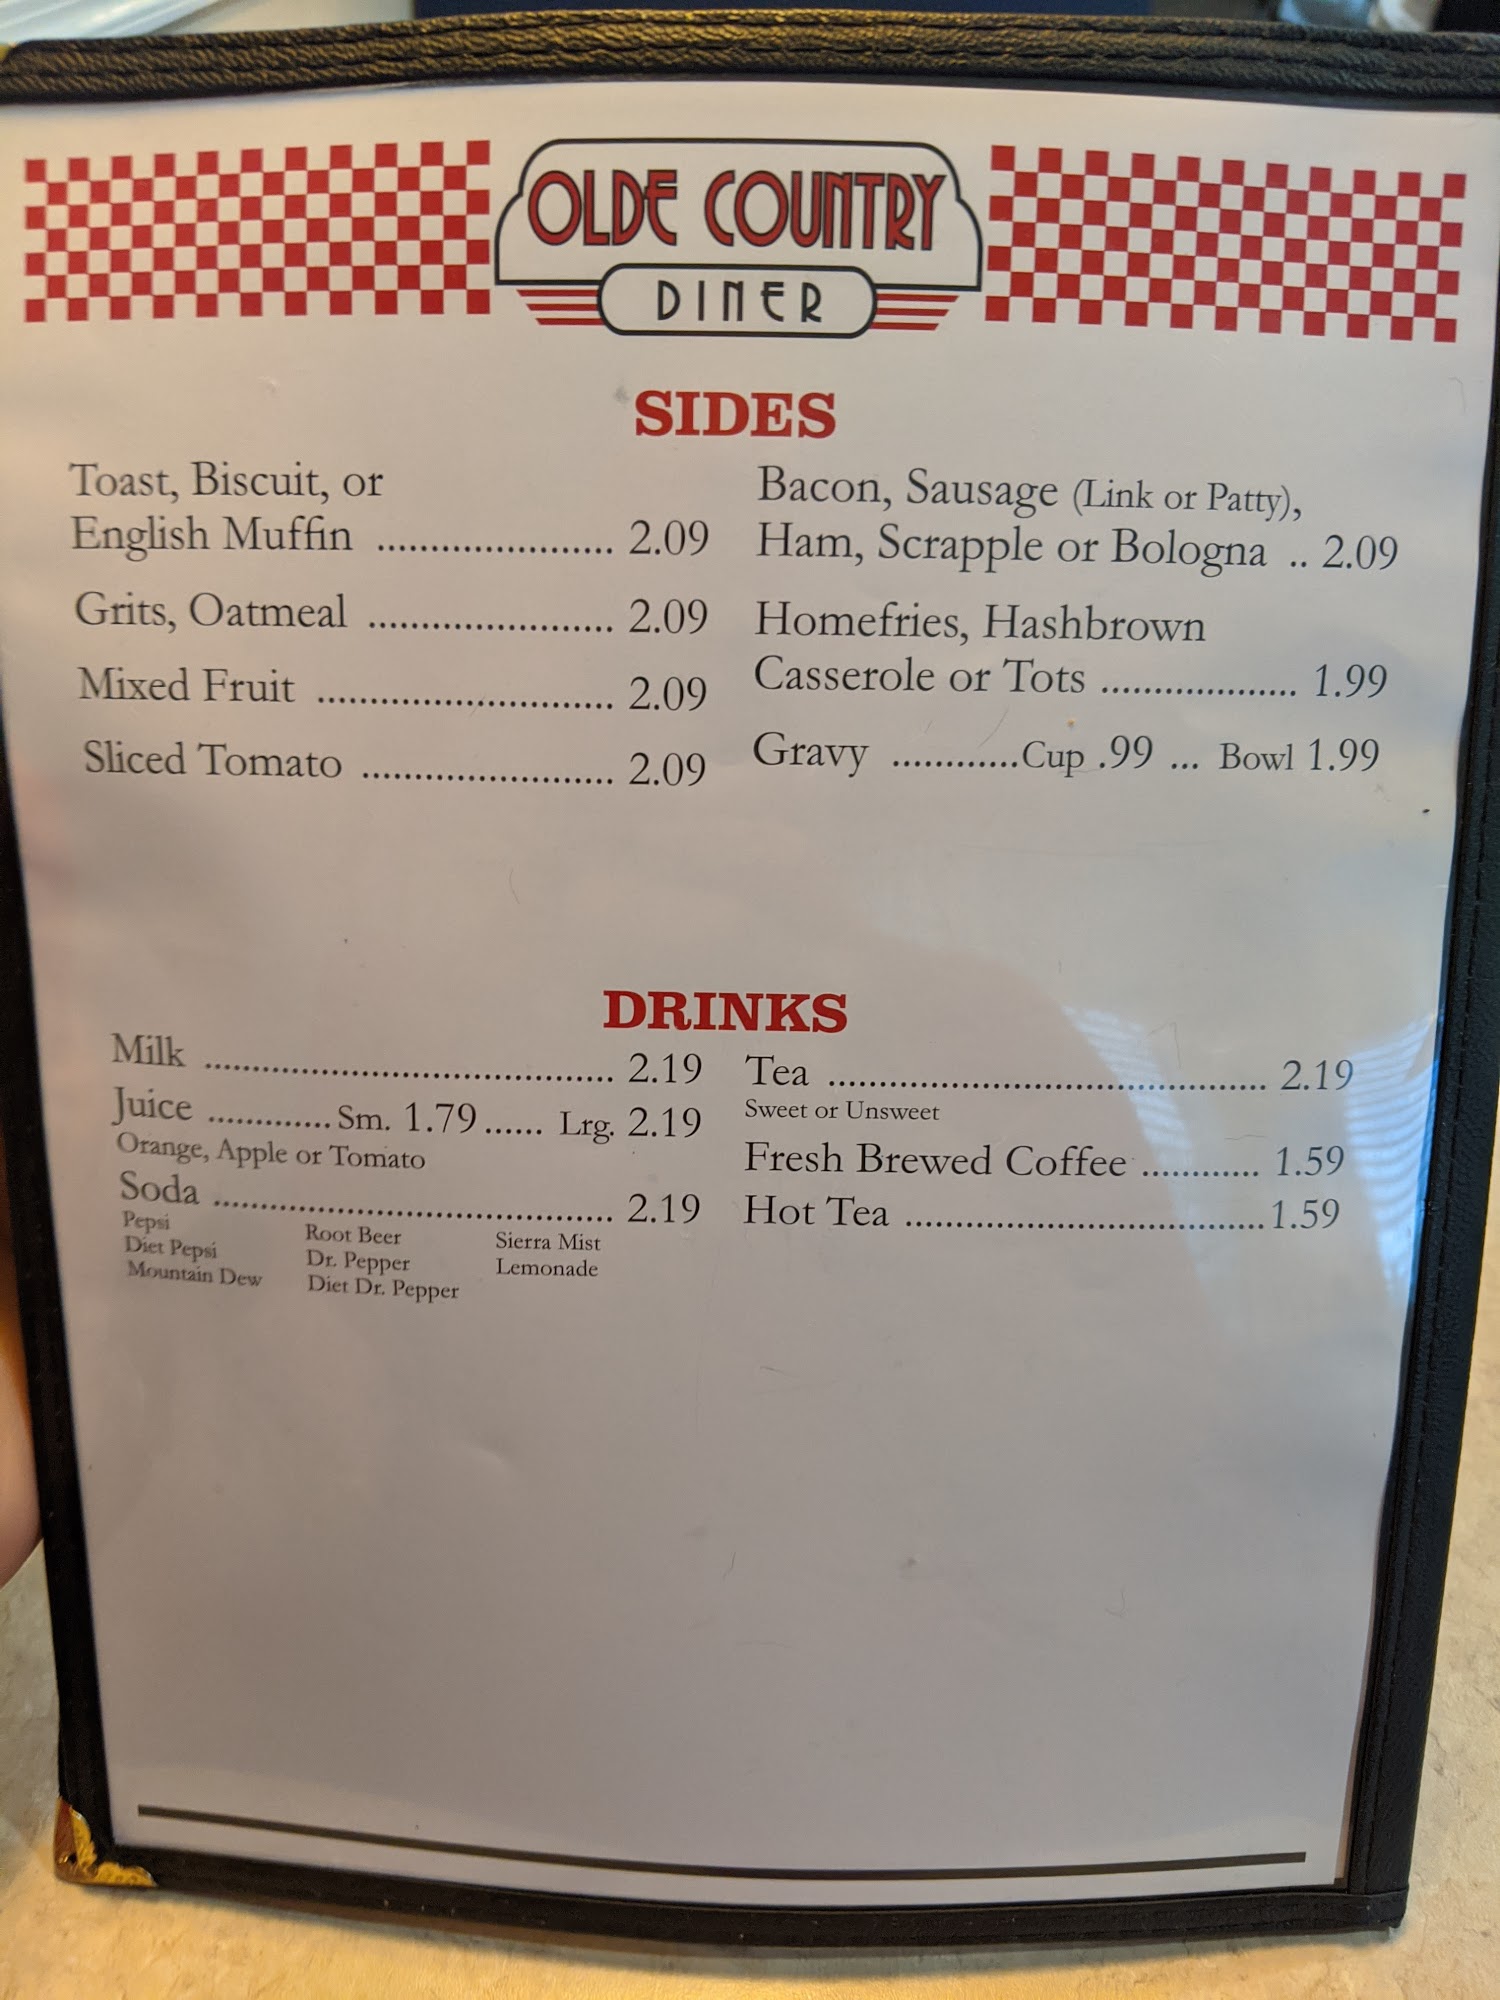 OLDE COUNTRY
DINER
SIDES
Toast, Biscuit, or
English Muffin ...................... 2.09
Grits, Oatmeal ....................... 2.09
Mixed Fruit ............................ 2.09
Sliced Tomato ........................ 2.09
Bacon, Sausage (Link or Patty),
Ham, Scrapple or Bologna .. 2.09
Homefries, Hashbrown
Casserole or Tots ................... 1.99
Gravy ............Cup .99 ... Bowl 1.99
DRINKS
Milk ....................................... 2.19
Juice ............Sm. 1.79...... Lrg. 2.19
Orange, Apple or Tomato
Soda ...................................... 2.19
Pepsi
Diet Pepsi
Mountain Dew
Root Beer
Dr. Pepper
Diet Dr. Pepper
Sierra Mist
Lemonade
Tea .......................................... 2.19
Sweet or Unsweet
Fresh Brewed Coffee ............ 1.59
Hot Tea ...................................1.59